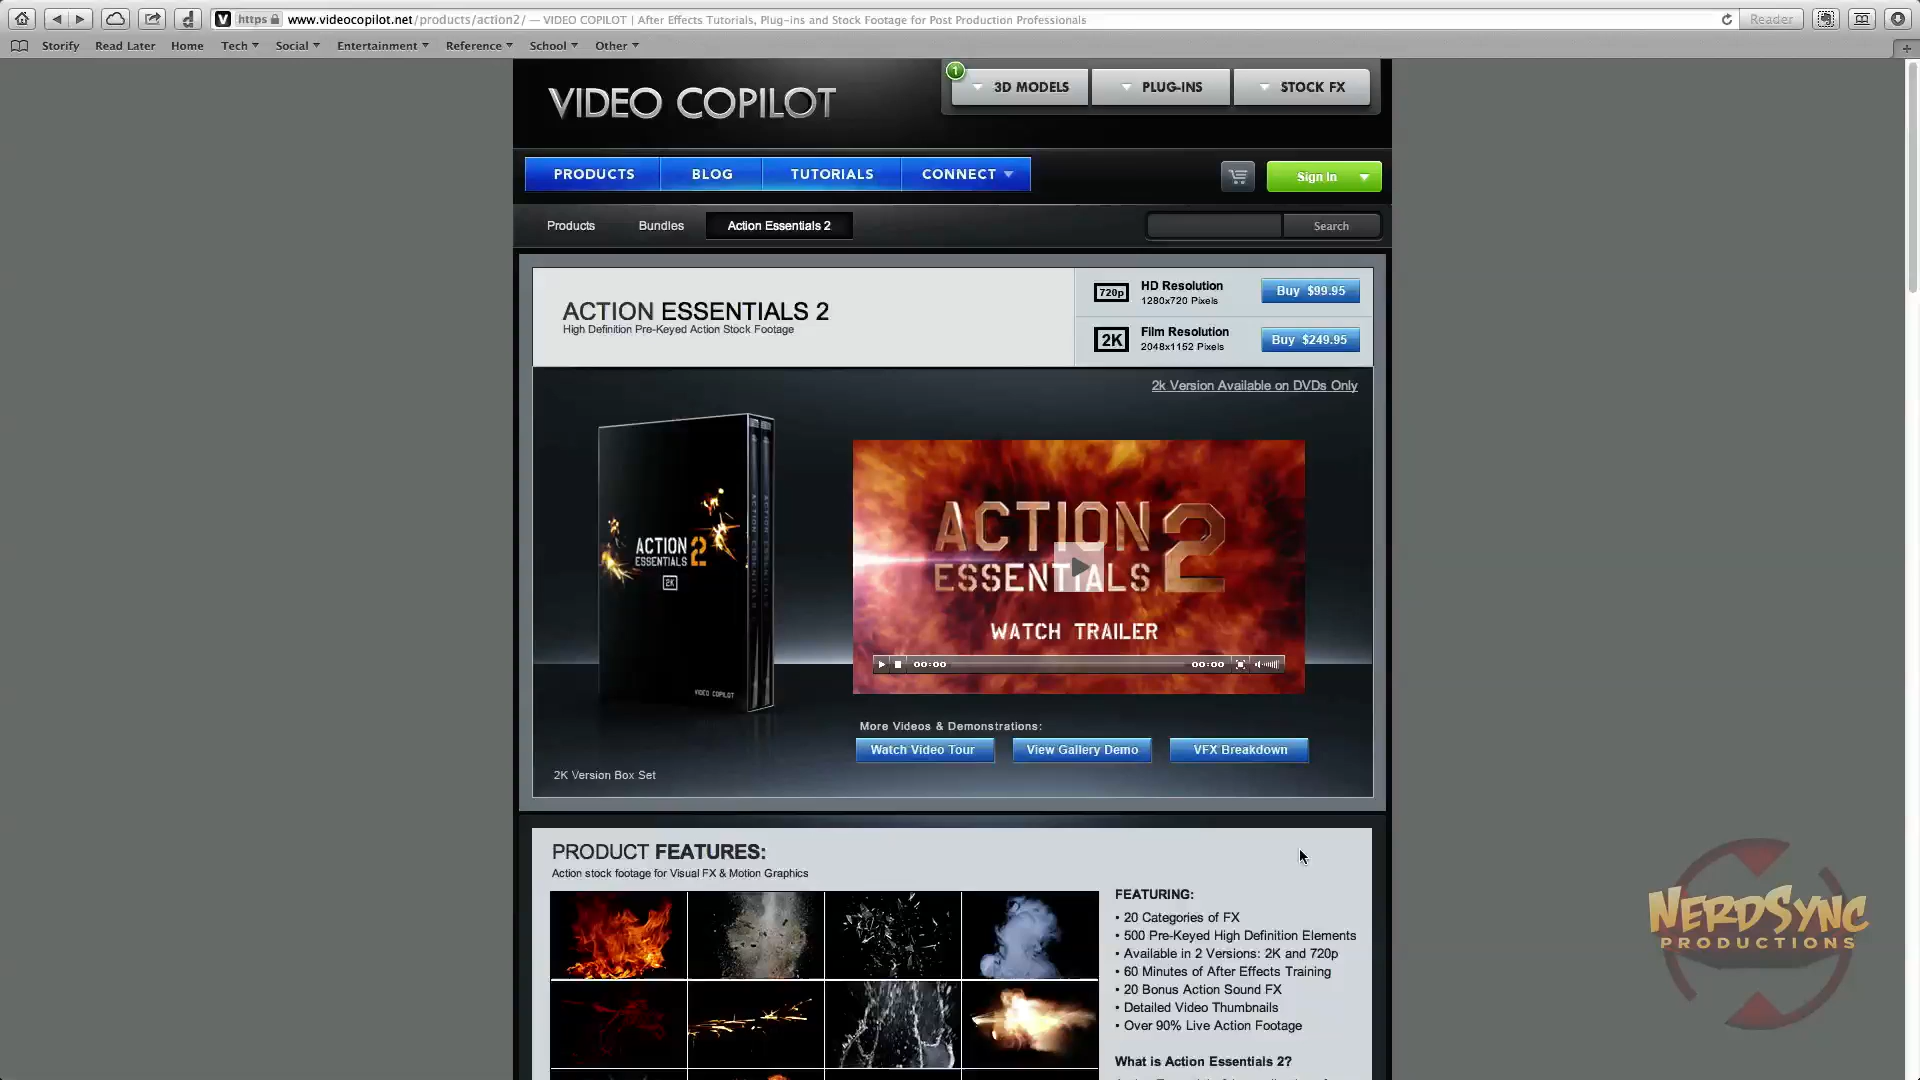 https www.videocopilot.net/products/action2/ — VIDEO COPILOT | After Effects Tutorials, Plug-ins and Stock Footage for Post Production Professionals
Reader
Storify Read Later Home Tech Social Entertainment Reference School Other
VIDEO COPILOT
1
3D MODELS PLUG-INS STOCK FX
PRODUCTS BLOG TUTORIALS CONNECT
Sign In
Products Bundles Action Essentials 2
Search
ACTION ESSENTIALS 2
High Definition Pre-Keyed Action Stock Footage
720p HD Resolution
1280x720 Pixels
Buy $99.95
2K Film Resolution
2048x1152 Pixels
Buy $249.95
2k Version Available on DVDs Only
ACTION
ESSENTIALS 2
2K
ACTION ESSENTIALS
ACTION ESSENTIALS
VIDEO COPILOT
2K Version Box Set
ACTION
ESSENTIALS 2
WATCH TRAILER
00:00 00:00
More Videos & Demonstrations:
Watch Video Tour View Gallery Demo VFX Breakdown
PRODUCT FEATURES:
Action stock footage for Visual FX & Motion Graphics
FEATURING:
• 20 Categories of FX
• 500 Pre-Keyed High Definition Elements
• Available in 2 Versions: 2K and 720p
• 60 Minutes of After Effects Training
• 20 Bonus Action Sound FX
• Detailed Video Thumbnails
• Over 90% Live Action Footage
What is Action Essentials 2?
NERDSYNC
PRODUCTIONS